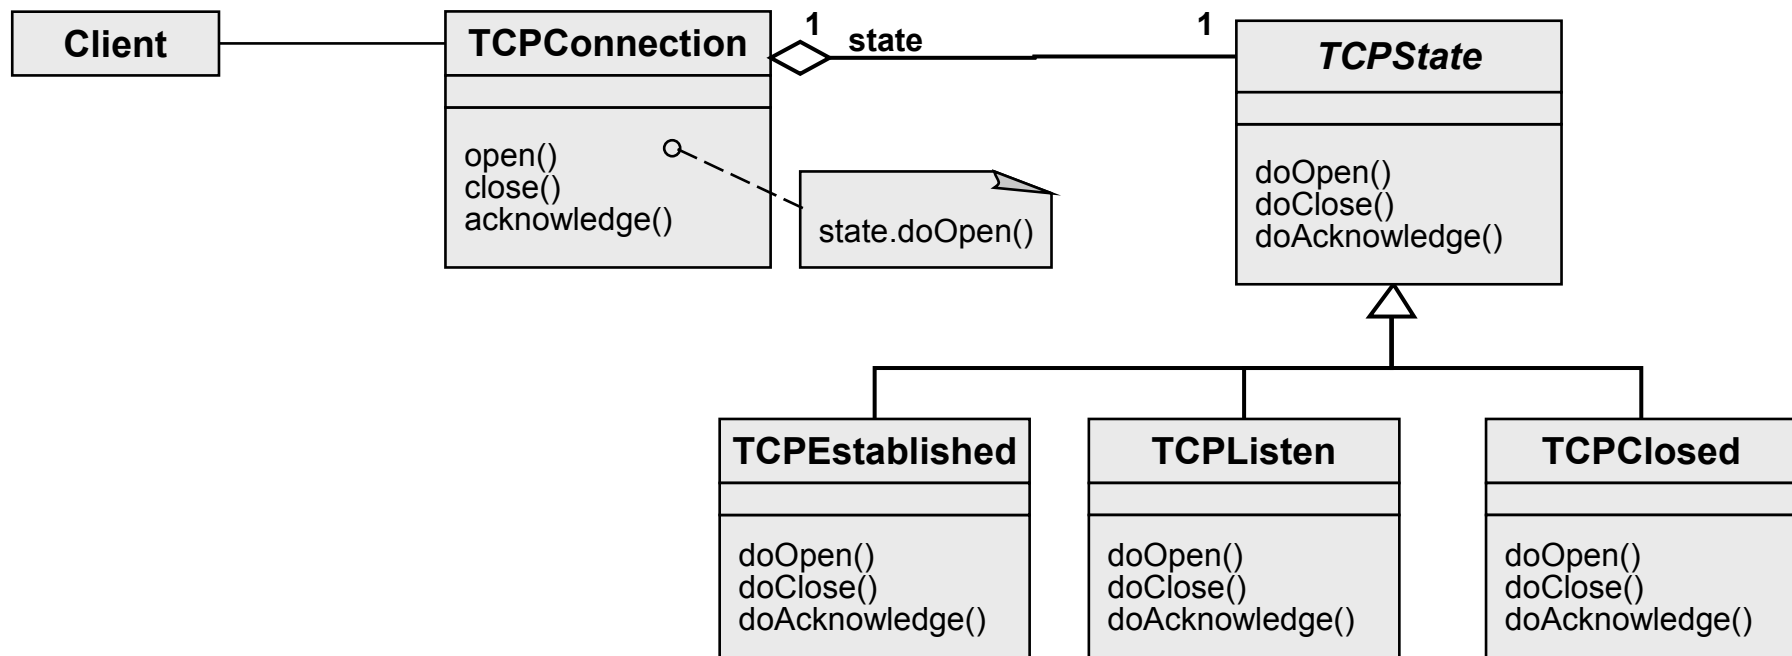 Client
TCPConnection
open()
close()
acknowledge()
1
state
1
state.doOpen()
TCPState
doOpen()
doClose()
doAcknowledge()
TCPEstablished
doOpen()
doClose()
doAcknowledge()
TCPListen
doOpen()
doClose()
doAcknowledge()
TCPClosed
doOpen()
doClose()
doAcknowledge()